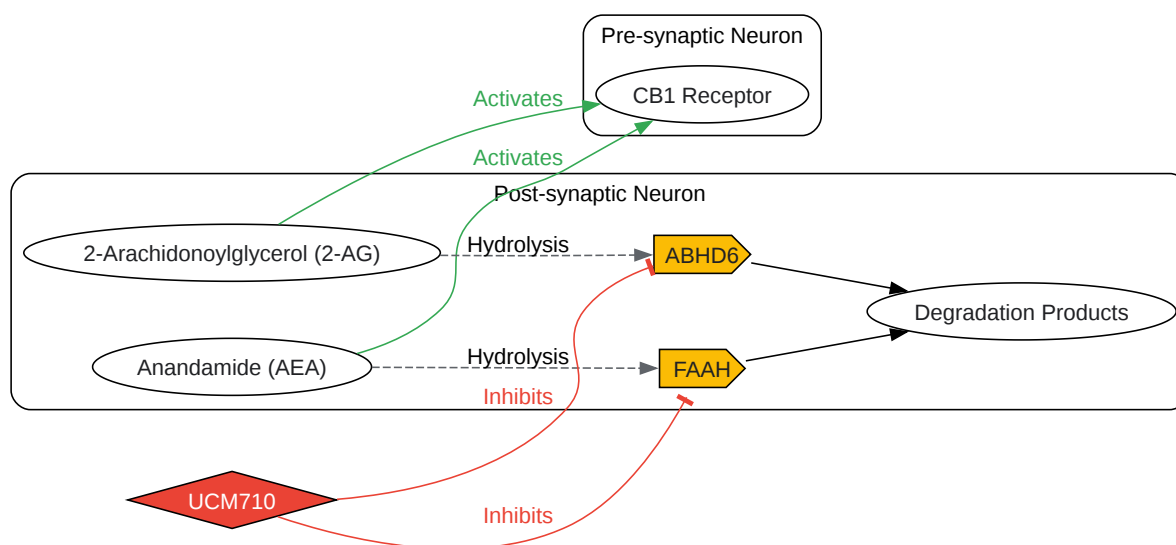 Pre-synaptic Neuron
CB1 Receptor
Activates
Activates
Post-synaptic Neuron
2-Arachidonoylglycerol (2-AG)
Hydrolysis
ABHD6
Degradation Products
Anandamide (AEA)
Hydrolysis
FAAH
Inhibits
UCM710
Inhibits